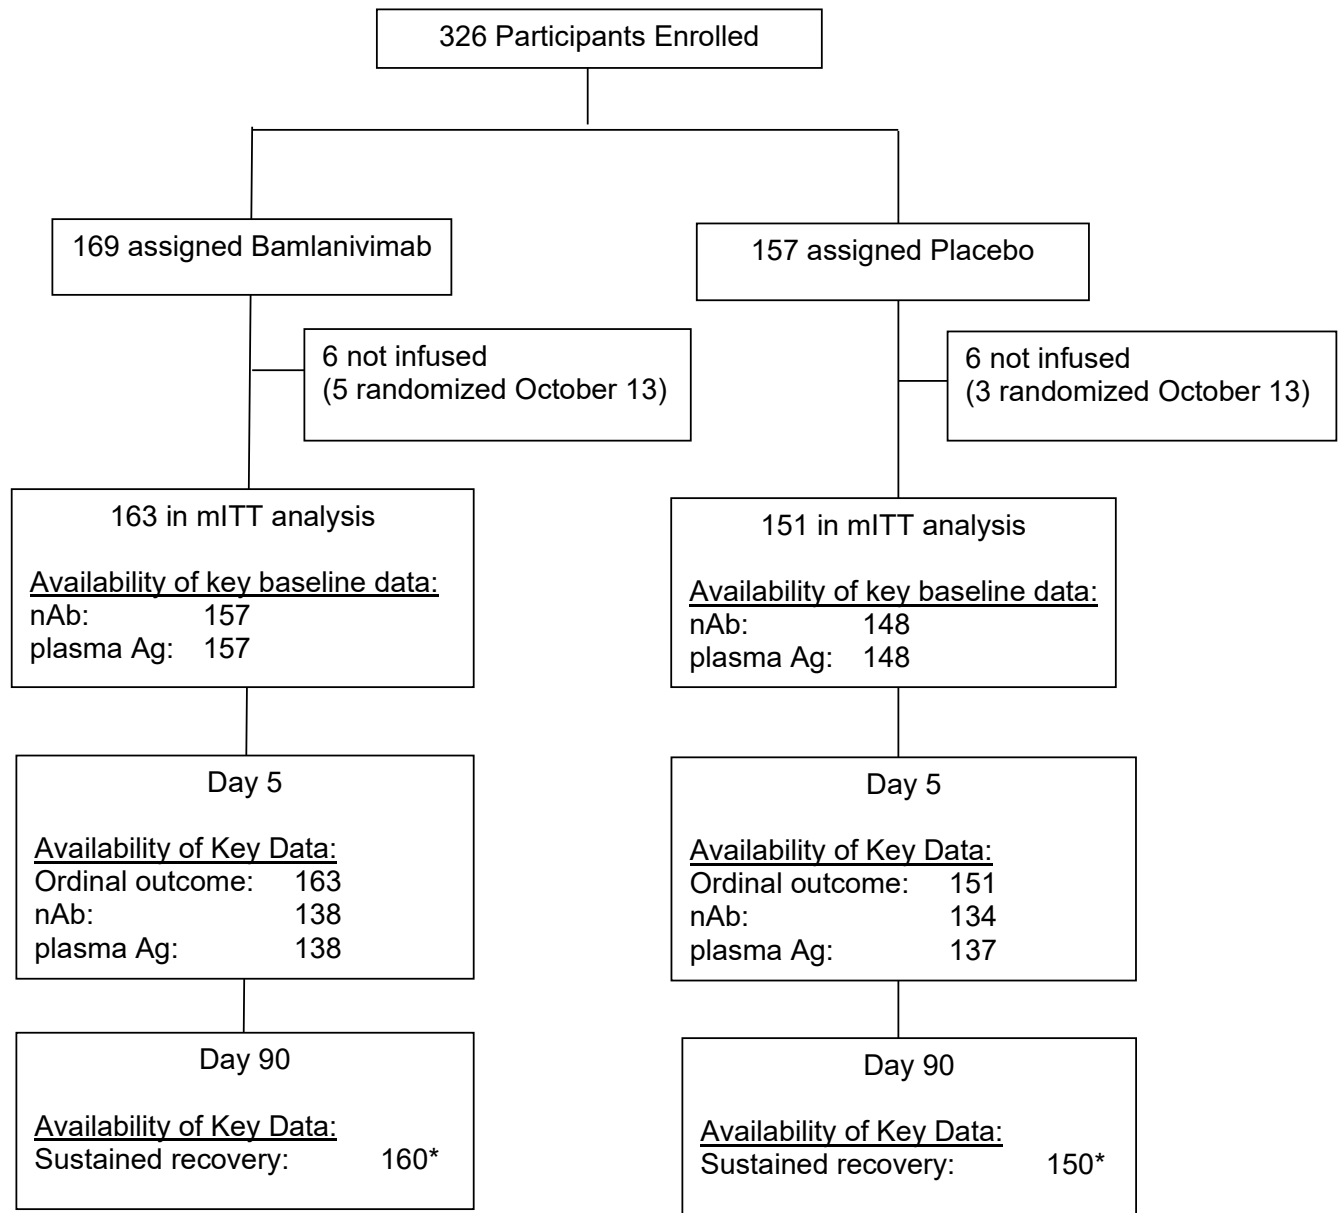 326 Participants Enrolled
169 assigned Bamlanivimab
157 assigned Placebo
6 not infused
(5 randomized October 13)
6 not infused
(3 randomized October 13)
163 in mITT analysis
Availability of key baseline data:
nAb: 157
plasma Ag: 157
151 in mITT analysis
Availability of key baseline data:
nAb: 148
plasma Ag: 148
Day 5
Availability of Key Data:
Ordinal outcome: 163
nAb: 138
plasma Ag: 138
Day 5
Availability of Key Data:
Ordinal outcome: 151
nAb: 134
plasma Ag: 137
Day 90
Availability of Key Data:
Sustained recovery: 160*
Day 90
Availability of Key Data:
Sustained recovery: 150*